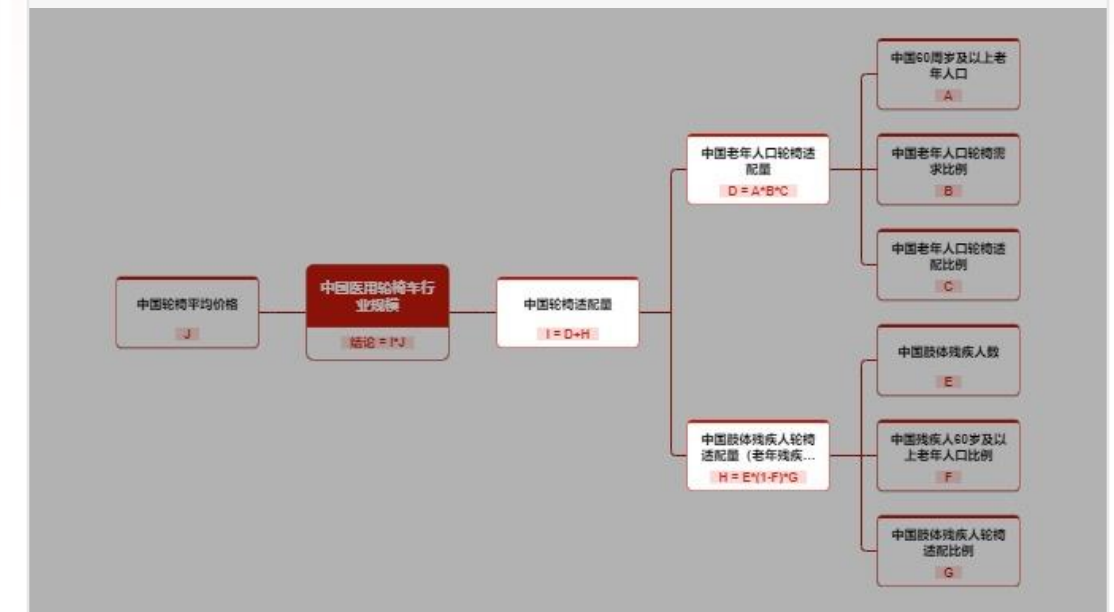 中国60周岁及以上老
年人口
A
中国老年人口轮椅适
配量
D = A*B*C
中国老年人口轮椅需
求比例
B
中国老年人口轮椅适
配比例
C
中国轮椅平均价格
J
中国医用轮椅车行
业规模
结论 = I*J
中国轮椅适配量
I = D+H
中国肢体残疾人数
E
中国肢体残疾人轮椅
适配量（老年残疾...
H = E*(1-F)*G
中国残疾人60岁及以
上老年人口比例
F
中国肢体残疾人轮椅
适配比例
G